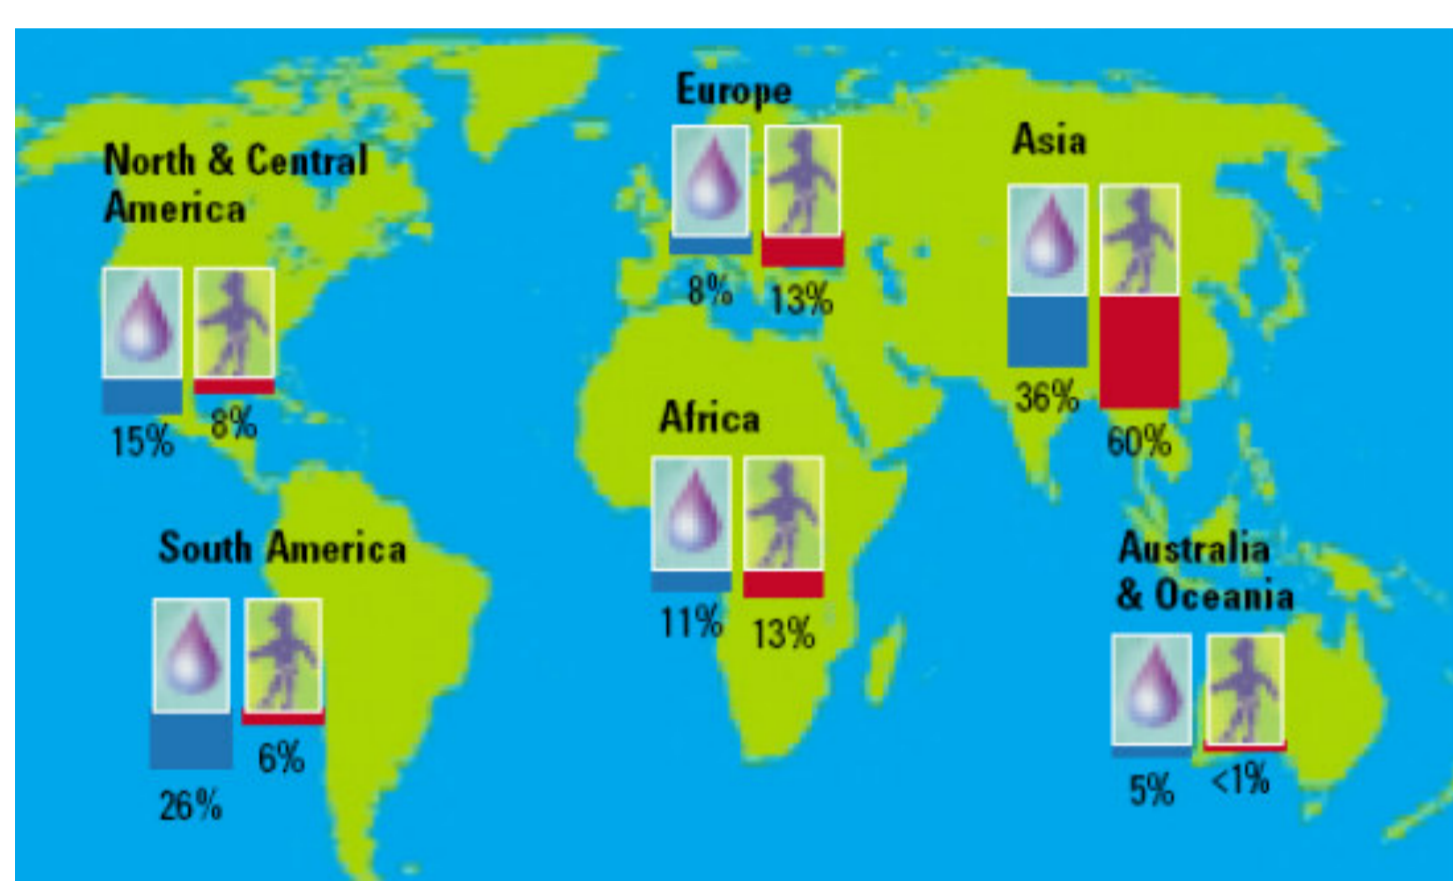 Europe
8% 13%
Asia
36%
60%
North & Central
America
15% 8%
Africa
11% 13%
South America
26%
6%
Australia
& Oceania
5% <1%